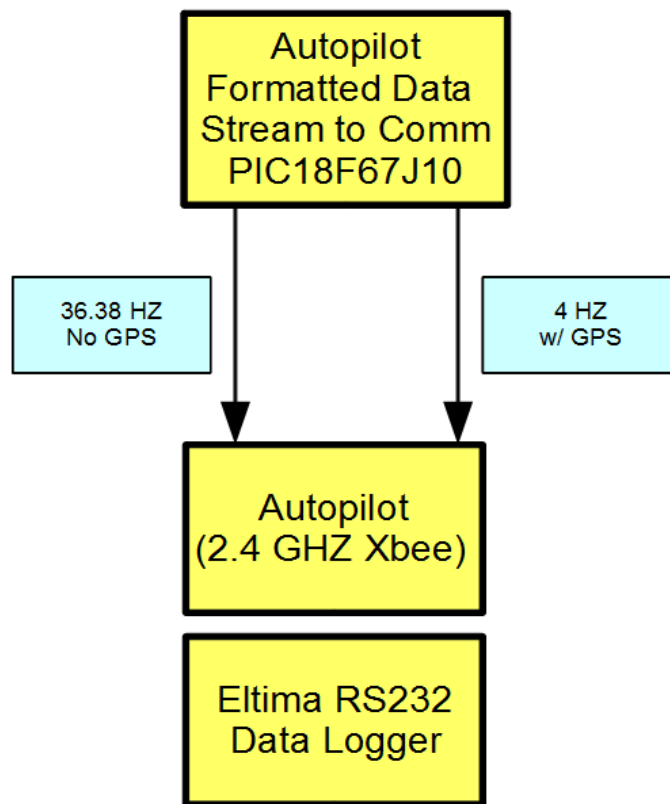 Autopilot
Formatted Data
Stream to Comm
PIC18F67J10
36.38 HZ
No GPS
4 HZ
w/ GPS
Autopilot
(2.4 GHZ Xbee)
Eltima RS232
Data Logger